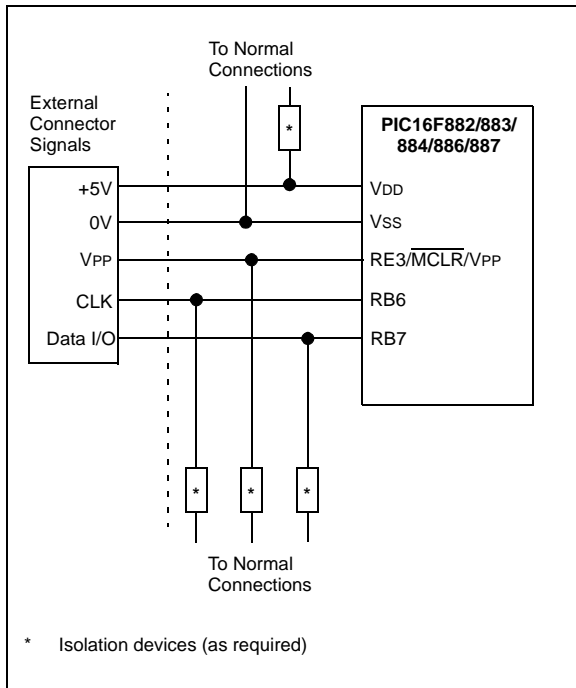 To Normal
Connections
External
Connector
Signals
*
PIC16F882/883/
884/886/887
+5V
VDD
0V
VSS
VPP
RE3/MCLR/VPP
CLK
RB6
Data I/O
RB7
*
*
*
To Normal
Connections
* Isolation devices (as required)